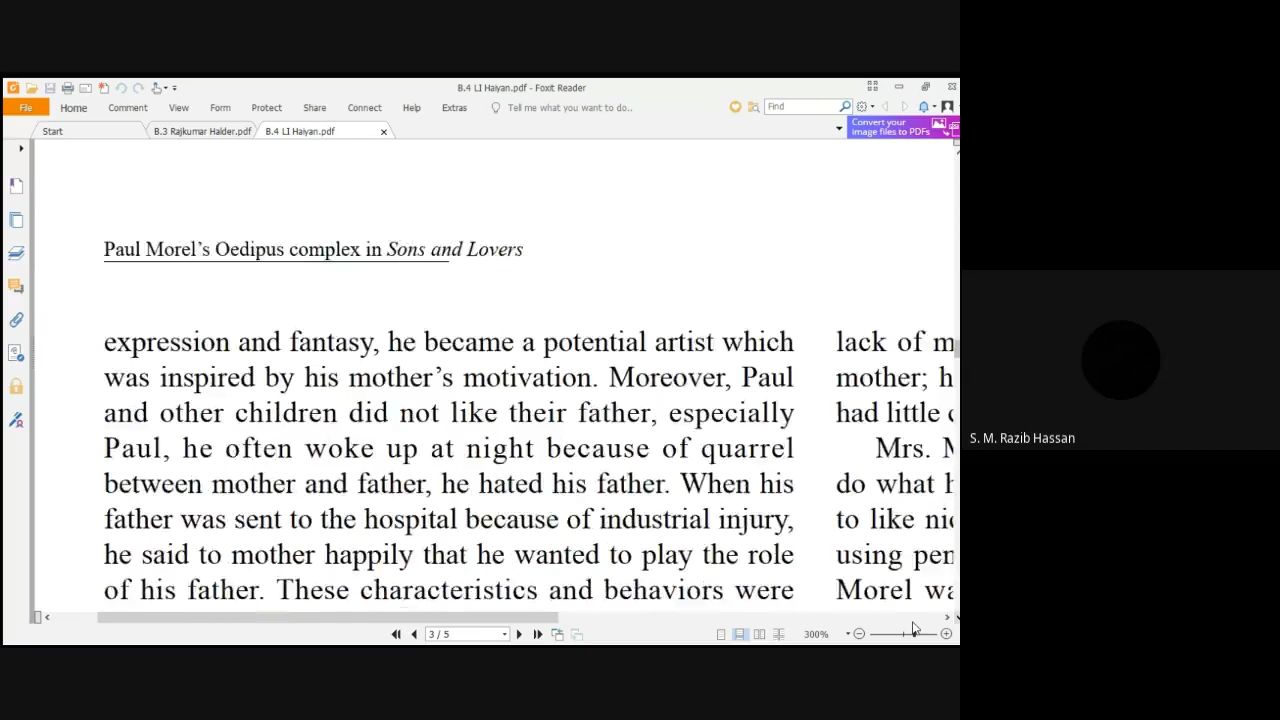 B.4 LI Haiyan.pdf - Foxit Reader
File Home Comment View Form Protect Share Connect Help Extras Tell me what you want to do.. Find
Start B.3 Rajkumar Halder.pdf B.4 LI Haiyan.pdf
Convert your
image files to PDFs
Paul Morel’s Oedipus complex in Sons and Lovers
expression and fantasy, he became a potential artist which
was inspired by his mother’s motivation. Moreover, Paul
and other children did not like their father, especially
Paul, he often woke up at night because of quarrel
between mother and father, he hated his father. When his
father was sent to the hospital because of industrial injury,
he said to mother happily that he wanted to play the role
of his father. These characteristics and behaviors were
lack of m
mother; h
had little
Mrs. M
do what h
to like ni
using pen
Morel wa
3 / 5
300%
S. M. Razib Hassan